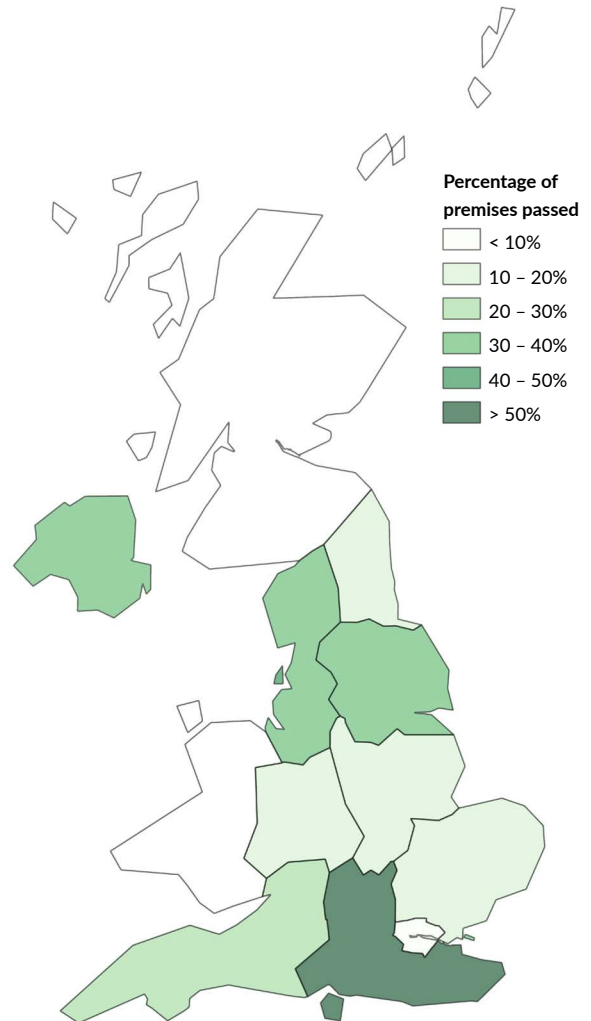 Percentage of
premises passed
< 10%
10 – 20%
20 – 30%
30 – 40%
40 – 50%
> 50%